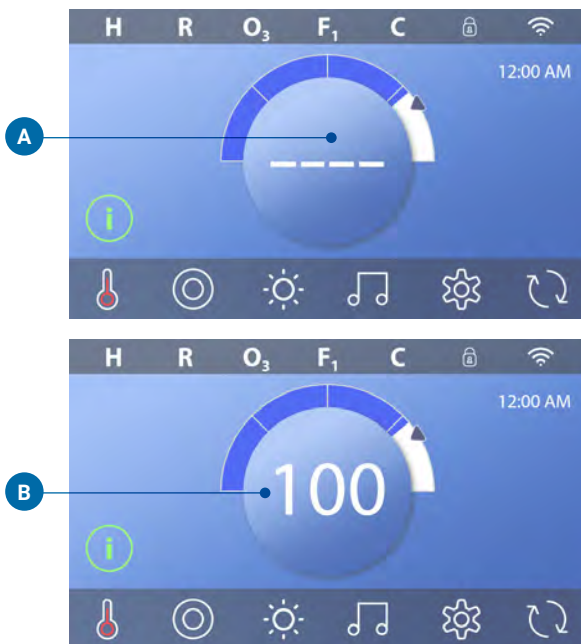 H R O₃ F₁ C
12:00 AM
A
– – – –
i
H R O₃ F₁ C
12:00 AM
B
100
i